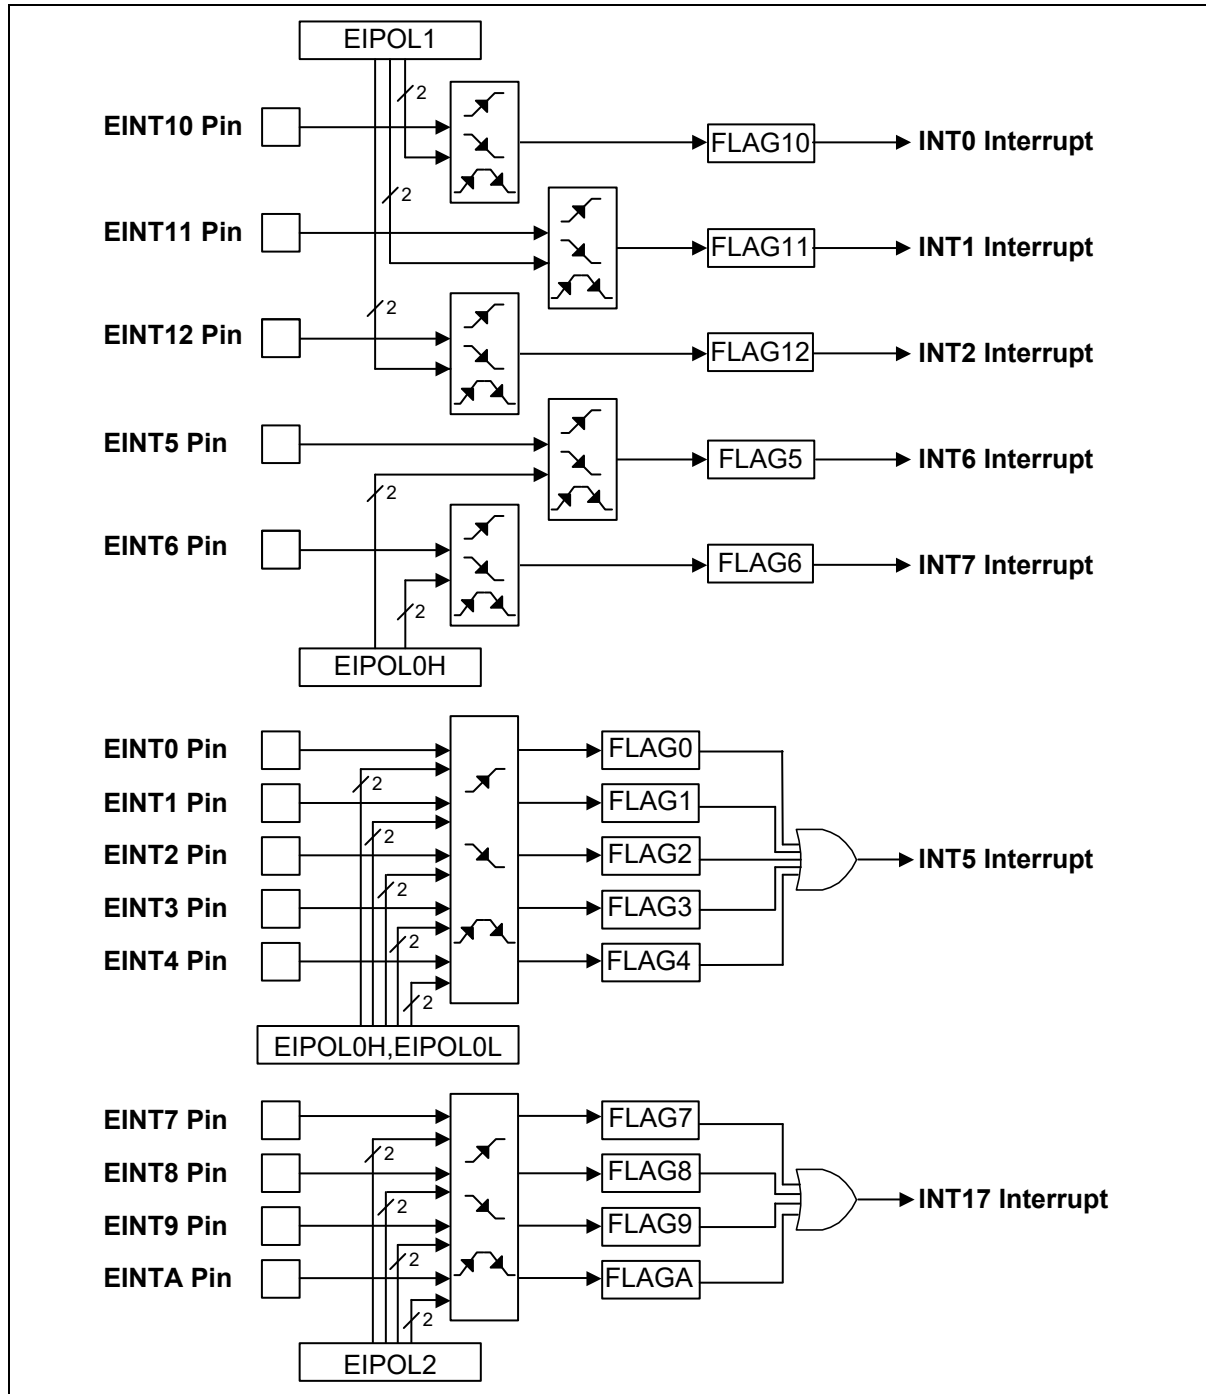 EIPOL1
2
EINT10 Pin
FLAG10
INT0 Interrupt
2
EINT11 Pin
FLAG11
INT1 Interrupt
2
EINT12 Pin
FLAG12
INT2 Interrupt
EINT5 Pin
FLAG5
INT6 Interrupt
2
EINT6 Pin
FLAG6
INT7 Interrupt
2
EIPOL0H
EINT0 Pin
FLAG0
2
EINT1 Pin
FLAG1
2
EINT2 Pin
FLAG2
INT5 Interrupt
2
EINT3 Pin
FLAG3
2
EINT4 Pin
FLAG4
2
EIPOL0H,EIPOL0L
EINT7 Pin
FLAG7
2
EINT8 Pin
FLAG8
INT17 Interrupt
2
EINT9 Pin
FLAG9
2
EINTA Pin
FLAGA
2
EIPOL2